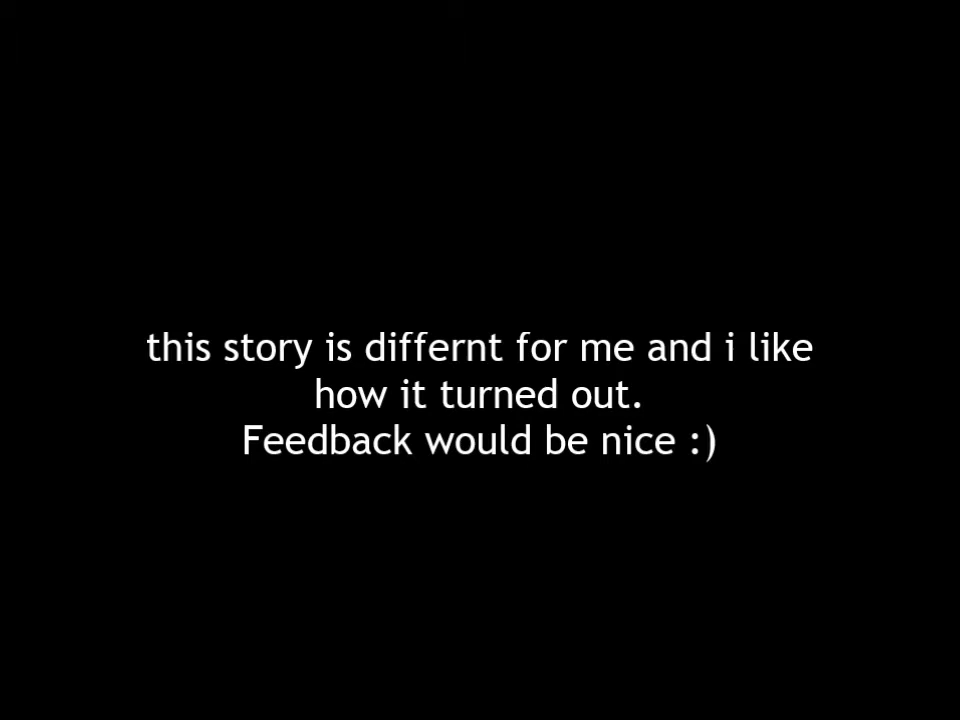 this story is differnt for me and i like
how it turned out.
Feedback would be nice :)